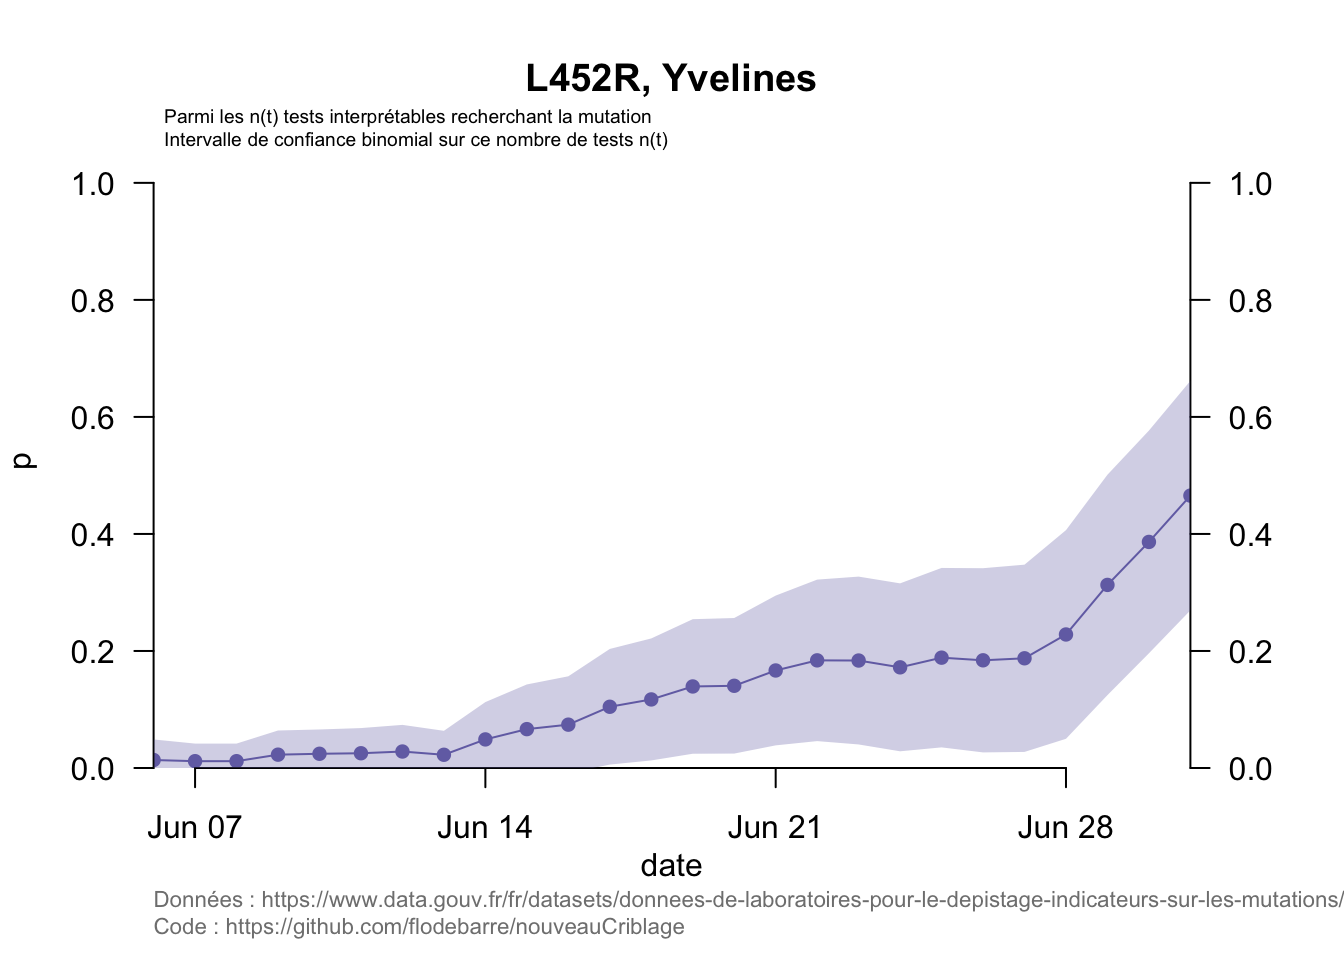 L452R, Yvelines
Parmi les n(t) tests interprétables recherchant la mutation
Intervalle de confiance binomial sur ce nombre de tests n(t)
1.0 1.0
0.8 0.8
0.6 0.6
p
0.4 0.4
0.2 0.2
0.0 0.0
Jun 07 Jun 14 Jun 21 Jun 28
date
Données : https://www.data.gouv.fr/fr/datasets/donnees-de-laboratoires-pour-le-depistage-indicateurs-sur-les-mutations/
Code : https://github.com/flodebarre/nouveauCriblage